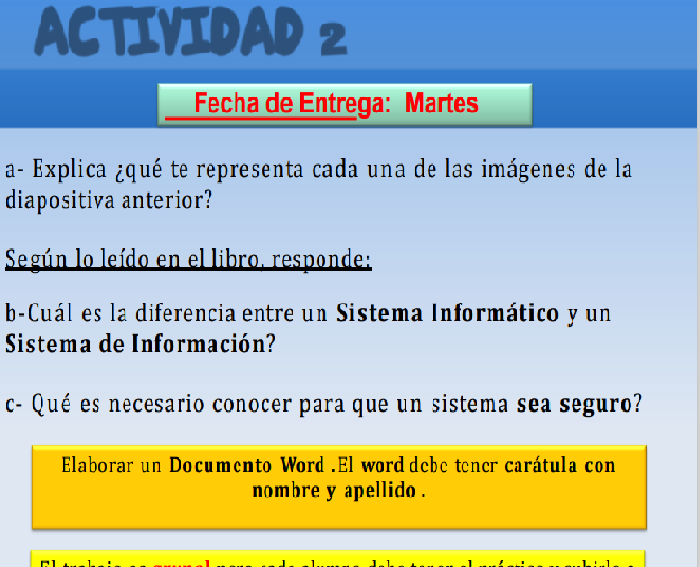 ACTIVIDAD 2
Fecha de Entrega: Martes
a- Explica ¿qué te representa cada una de las imágenes de la
diapositiva anterior?
Según lo leído en el libro, responde:
b-Cuál es la diferencia entre un Sistema Informático y un
Sistema de Información?
c- Qué es necesario conocer para que un sistema sea seguro?
Elaborar un Documento Word .El word debe tener carátula con
nombre y apellido .
El trabajo es grupal pero cada alumno debe tener el práctico y subirlo a